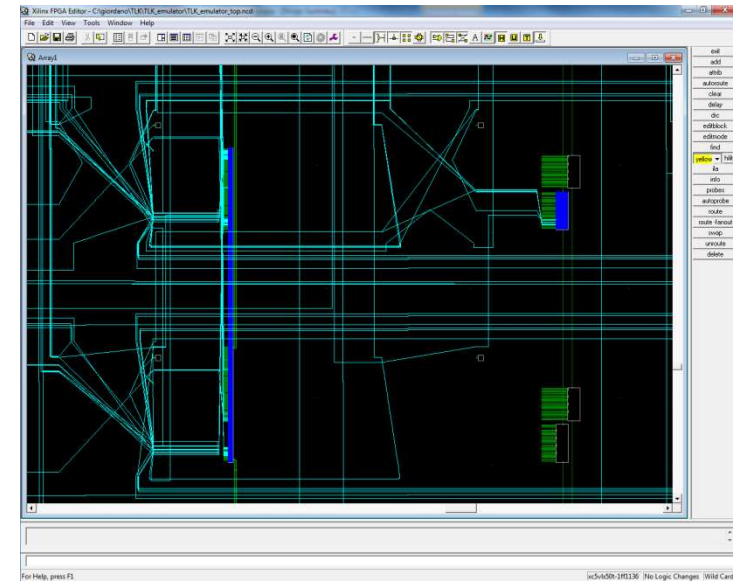 Xilinx FPGA Editor - C:\giordano\TLK\TLK_emulator\TLK_emulator_top.ncd
File Edit View Tools Window Help
Array1
exit
add
attrib
autoroute
clear
delay
drc
editblock
editmode
find
yellow hilit
ila
info
probes
autoprobe
route
route -fanout
swap
unroute
delete
For Help, press F1
No Logic Changes Wild Card